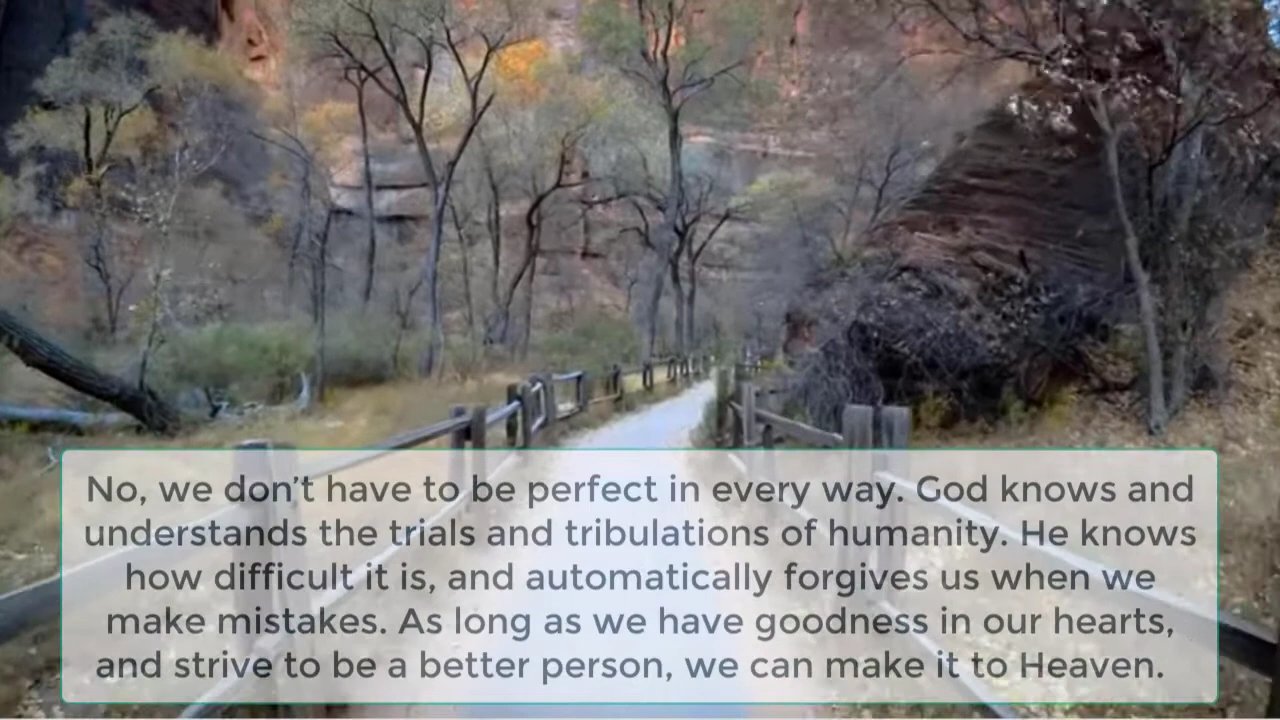 No, we don't have to be perfect in every way. God knows and
understands the trials and tribulations of humanity. He knows
how difficult it is, and automatically forgives us when we
make mistakes. As long as we have goodness in our hearts,
and strive to be a better person, we can make it to Heaven.